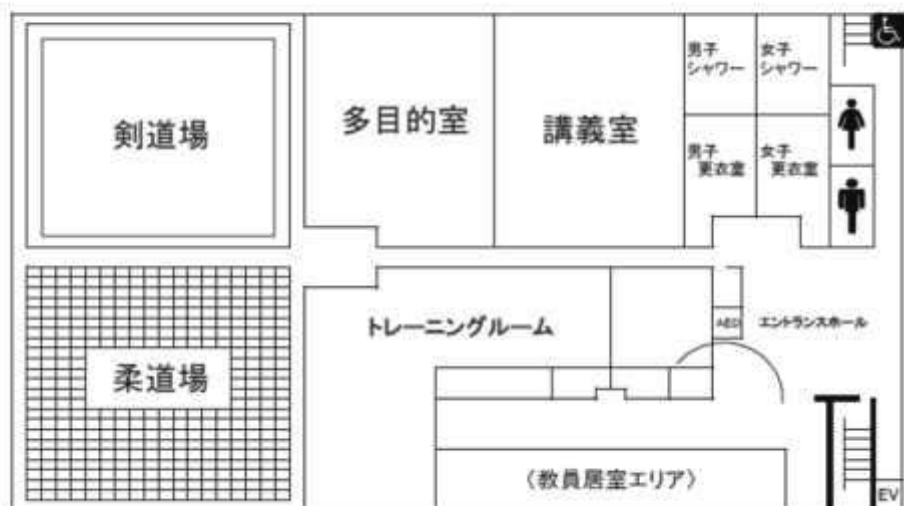 剣道場
多目的室
講義室
男子
シャワー
女子
シャワー
男子
更衣室
女子
更衣室
柔道場
トレーニングルーム
AED
エントランスホール
〈教員居室エリア〉
EV